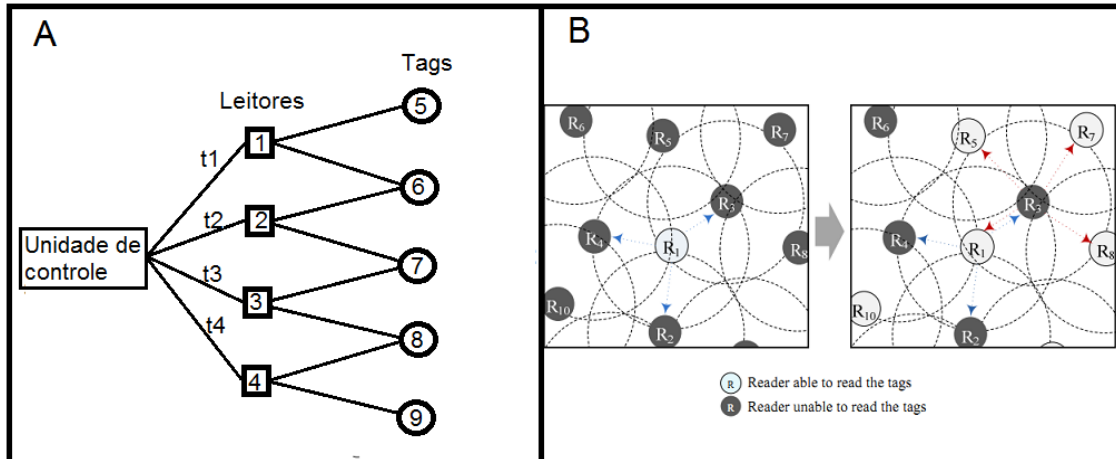 A
Tags
Leitores
5
1
t1
6
t2
2
Unidade de
controle
7
t3
3
t4
8
4
9
B
R6
R5
R7
R3
R4
R1
R8
R10
R2
R6
R5
R7
R3
R4
R1
R8
R10
R2
R Reader able to read the tags
R Reader unable to read the tags